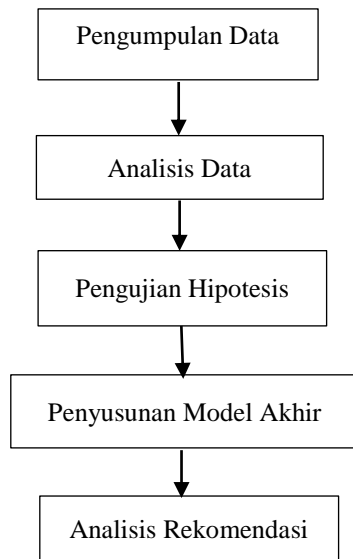 Pengumpulan Data
Analisis Data
Pengujian Hipotesis
Penyusunan Model Akhir
Analisis Rekomendasi